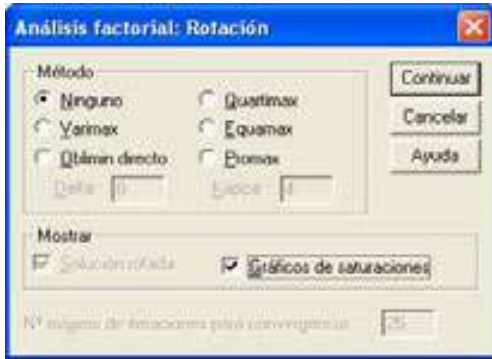 Análisis factorial: Rotación
Método
Ninguno
Quartimax
Varimax
Equamax
Oblimin directo
Promax
Delta: 0
Kappa: 4
Continuar
Cancelar
Ayuda
Mostrar
Solución rotada
Gráficos de saturaciones
Nº máximo de iteraciones para convergencia: 25